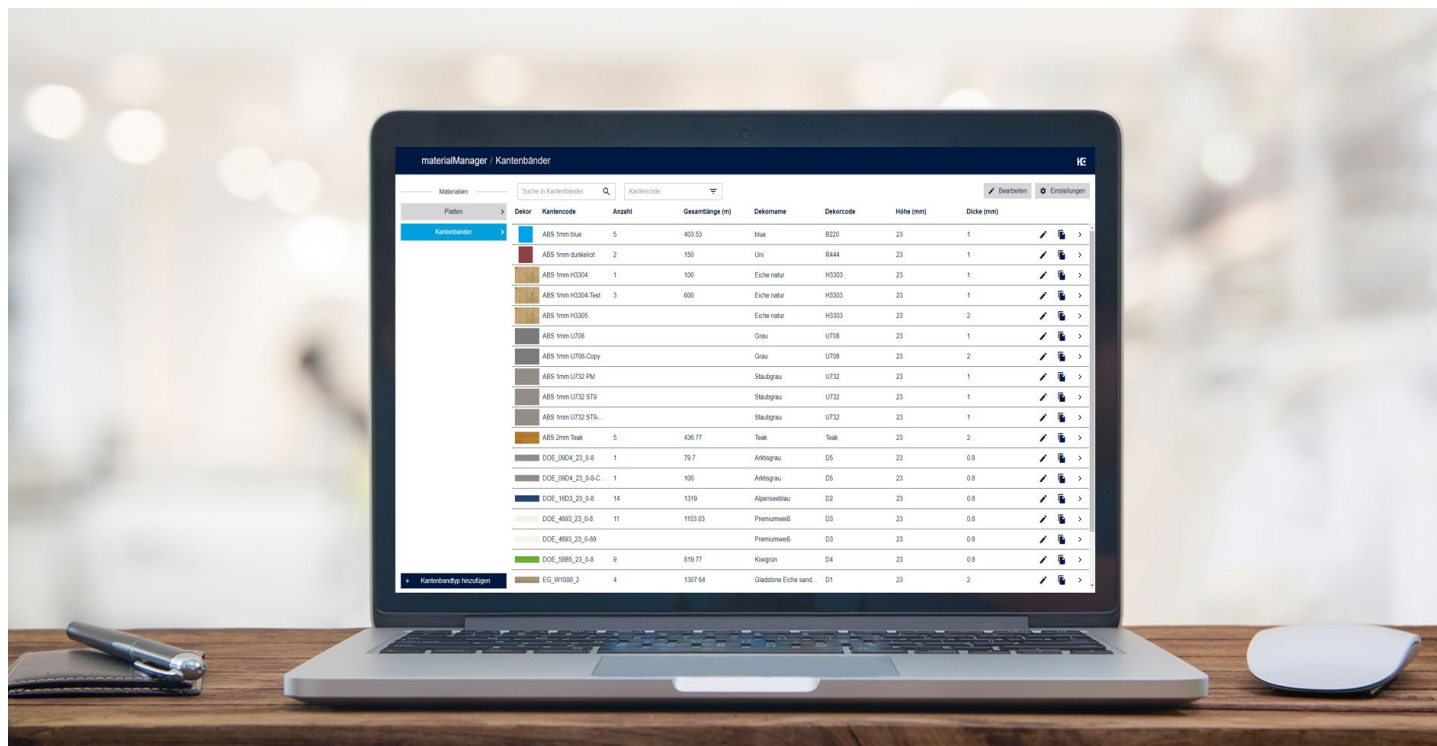 materialManager / Kantenbänder
Materialien
Suche in Kantenbänder
Kantencode
Bearbeiten
Einstellungen
Platten
Kantenbänder
Dekor Kantencode Anzahl Gesamtlänge (m) Dekorname Dekorcode Höhe (mm) Dicke (mm)
ABS 1mm blue 5 403.53 blue B220 23 1
ABS 1mm dunkelrot 2 150 Uni R444 23 1
ABS 1mm H3304 1 100 Eiche natur H3303 23 1
ABS 1mm H3304-Test 3 600 Eiche natur H3303 23 1
ABS 1mm H3305 Eiche natur H3303 23 2
ABS 1mm U708 Grau U708 23 1
ABS 1mm U708-Copy Grau U708 23 2
ABS 1mm U732 PM Staubgrau U732 23 1
ABS 1mm U732 ST9 Staubgrau U732 23 1
ABS 1mm U732 ST9-... Staubgrau U732 23 1
ABS 2mm Teak 5 436.77 Teak Teak 23 2
DOE_09D4_23_0-8 1 79.7 Arktisgrau D5 23 0.8
DOE_09D4_23_0-8-C... 1 100 Arktisgrau D5 23 0.8
DOE_16D3_23_0-8 14 1319 Alpenseeblau D2 23 0.8
DOE_4693_23_0-8 11 1103.03 Premiumweiß D3 23 0.8
DOE_4693_23_0-89 Premiumweiß D3 23 0.8
DOE_58B5_23_0-8 9 819.77 Kiwigrün D4 23 0.8
EG_W1000_2 4 1307.64 Gladstone Eiche sand... D1 23 2
+ Kantenbandtyp hinzufügen